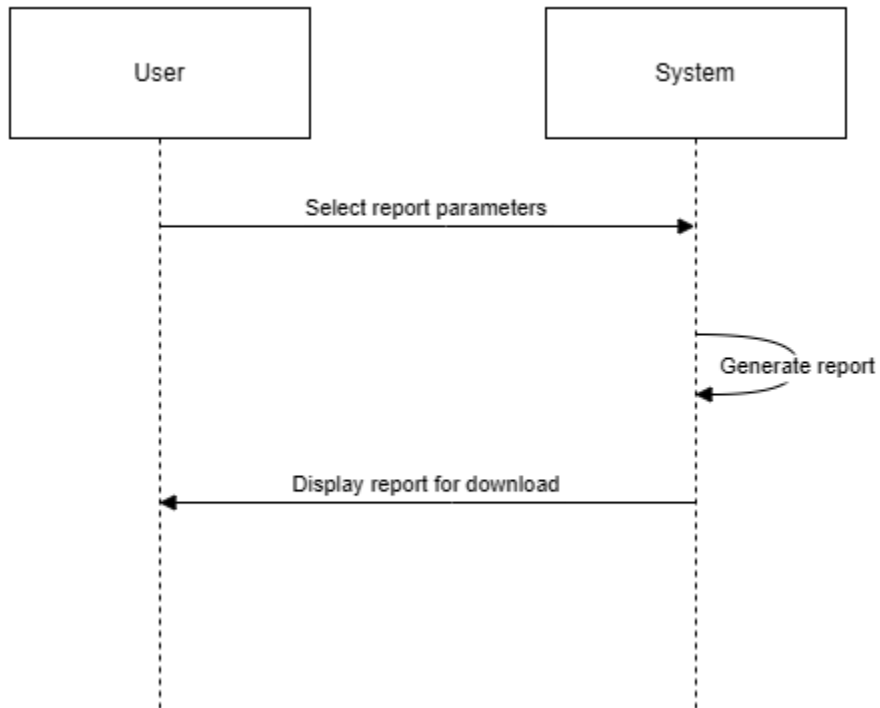 User
System
Select report parameters
Generate report
Display report for download